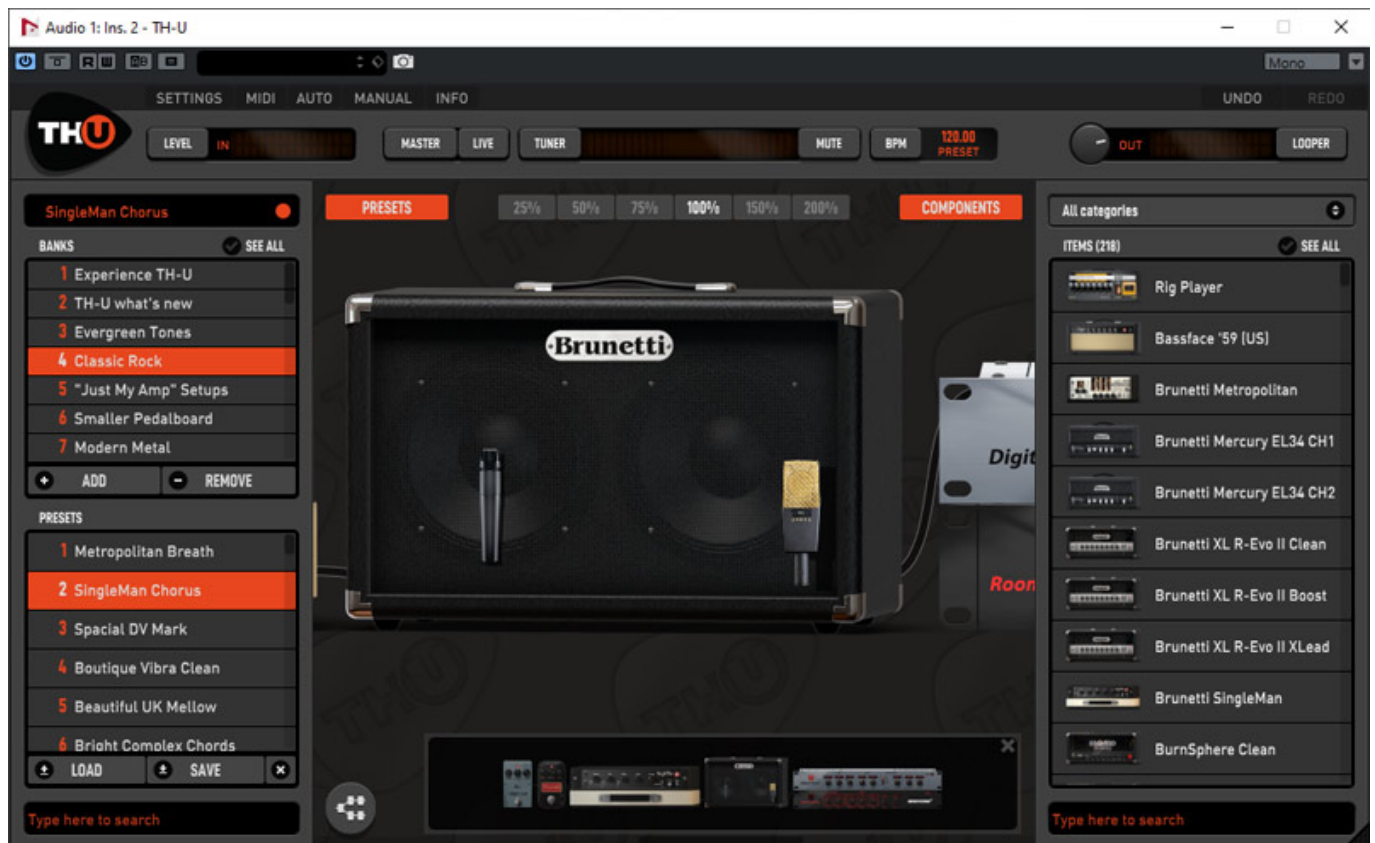 Audio 1: Ins. 2 - TH-U
R W AB
Mono
SETTINGS MIDI AUTO MANUAL INFO UNDO REDO
THU LEVEL IN MASTER LIVE TUNER MUTE BPM 120.00 OUT LOOPER
PRESET
SingleMan Chorus PRESETS 25% 50% 75% 100% 150% 200% COMPONENTS All categories
BANKS SEE ALL ITEMS (218) SEE ALL
1 Experience TH-U
2 TH-U what's new
3 Evergreen Tones
4 Classic Rock
5 "Just My Amp" Setups
6 Smaller Pedalboard
7 Modern Metal
ADD REMOVE
PRESETS
1 Metropolitan Breath
2 SingleMan Chorus
3 Spacial DV Mark
4 Boutique Vibra Clean
5 Beautiful UK Mellow
6 Bright Complex Chords
LOAD SAVE
Type here to search
Brunetti
Digit
Room
Rig Player
Bassface '59 (US)
Brunetti Metropolitan
Brunetti Mercury EL34 CH1
Brunetti Mercury EL34 CH2
Brunetti XL R-Evo II Clean
Brunetti XL R-Evo II Boost
Brunetti XL R-Evo II XLead
Brunetti SingleMan
BurnSphere Clean
Type here to search